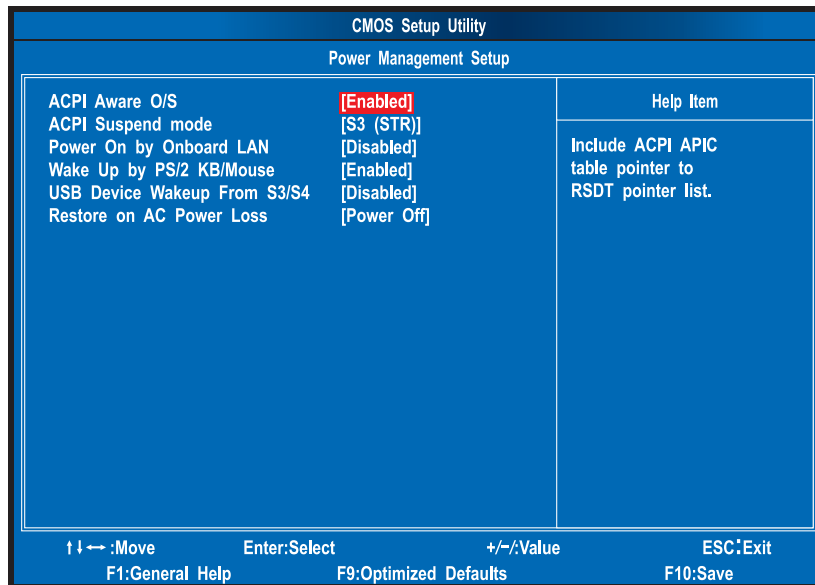 CMOS Setup Utility
Power Management Setup
ACPI Aware O/S [Enabled]
ACPI Suspend mode [S3 (STR)]
Power On by Onboard LAN [Disabled]
Wake Up by PS/2 KB/Mouse [Enabled]
USB Device Wakeup From S3/S4 [Disabled]
Restore on AC Power Loss [Power Off]
Help Item
Include ACPI APIC
table pointer to
RSDT pointer list.
↑↓↔:Move Enter:Select +/−/:Value ESC:Exit
F1:General Help F9:Optimized Defaults F10:Save